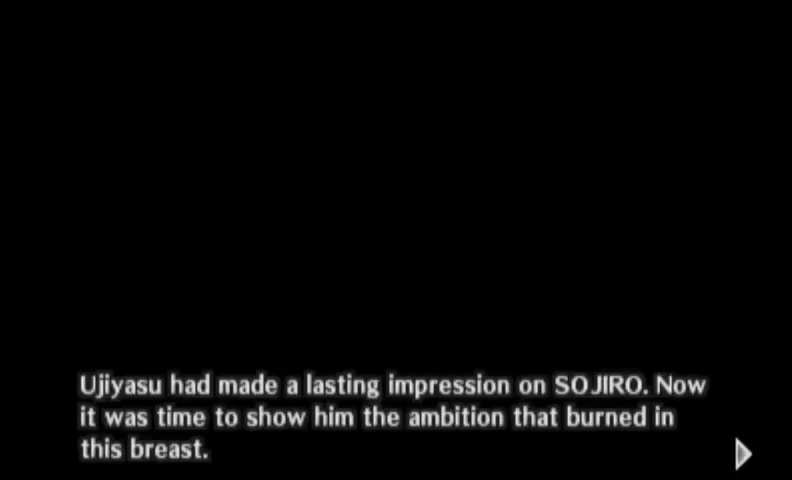 Ujiyasu had made a lasting impression on SOJIRO. Now
it was time to show him the ambition that burned in
this breast.